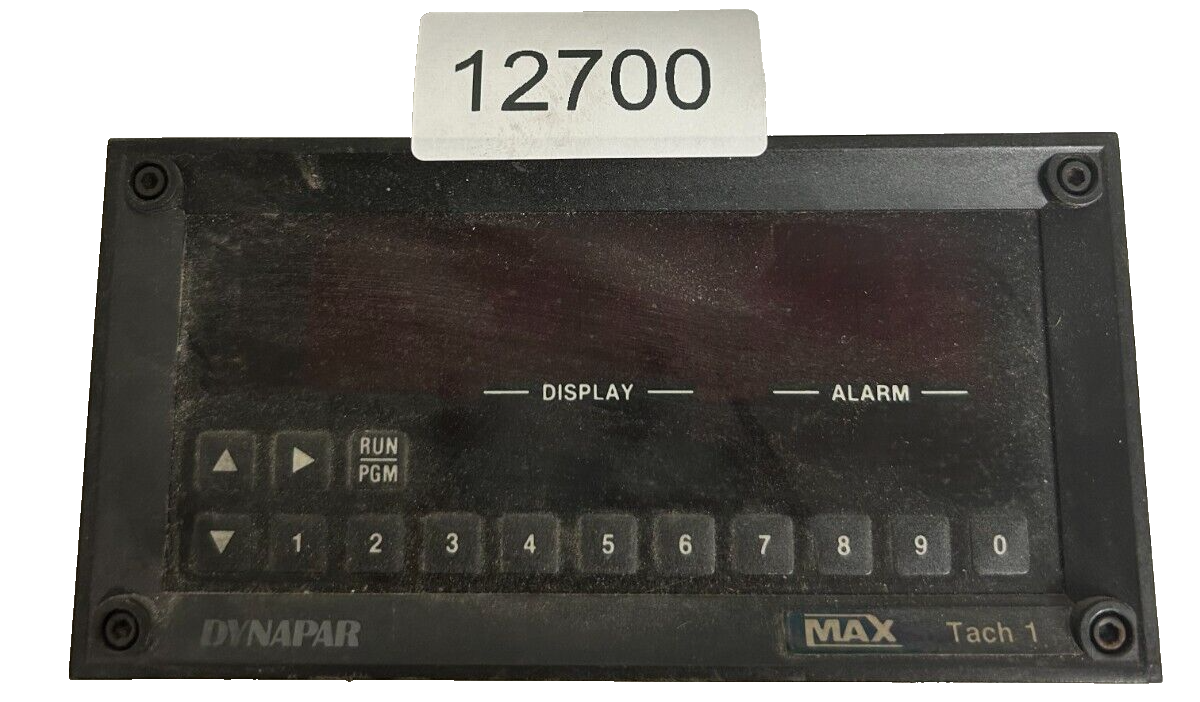 12700
DISPLAY ALARM
RUN
PGM
1 2 3 4 5 6 7 8 9 0
DYNAPAR MAX Tach 1